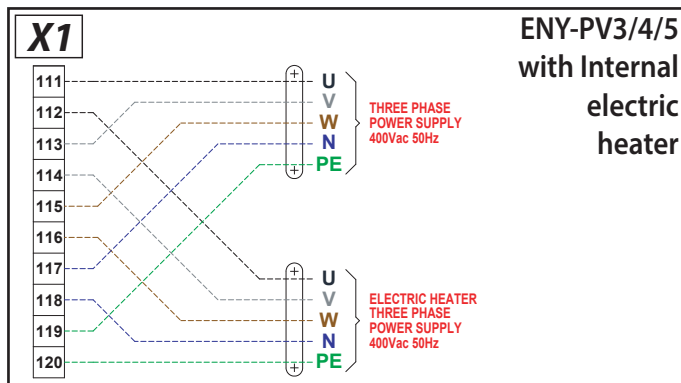 X1
ENY-PV3/4/5
with Internal
electric
heater
111
112
113
114
115
116
117
118
119
120
+
U
V
W
N
PE
+
THREE PHASE
POWER SUPPLY
400Vac 50Hz
+
U
V
W
N
PE
+
ELECTRIC HEATER
THREE PHASE
POWER SUPPLY
400Vac 50Hz